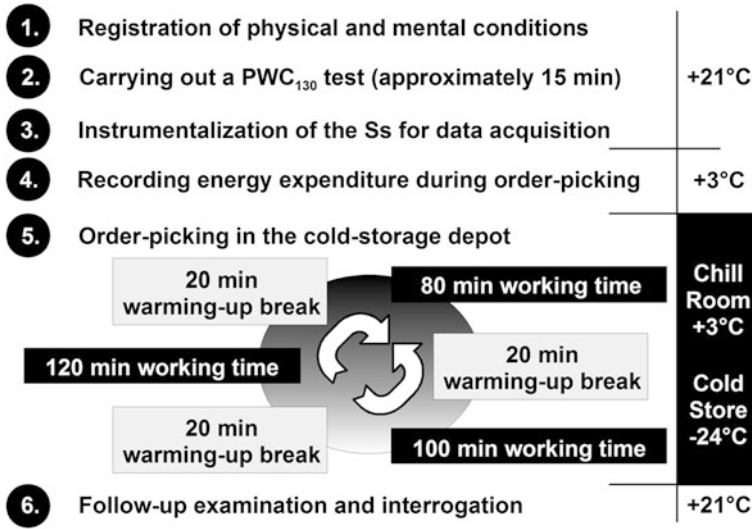 1. Registration of physical and mental conditions
2. Carrying out a PWC130 test (approximately 15 min)
+21°C
3. Instrumentalization of the Ss for data acquisition
4. Recording energy expenditure during order-picking
+3°C
5. Order-picking in the cold-storage depot
20 min
warming-up break
80 min working time
120 min working time
20 min
warming-up break
20 min
warming-up break
100 min working time
Chill
Room
+3°C
Cold
Store
-24°C
6. Follow-up examination and interrogation
+21°C